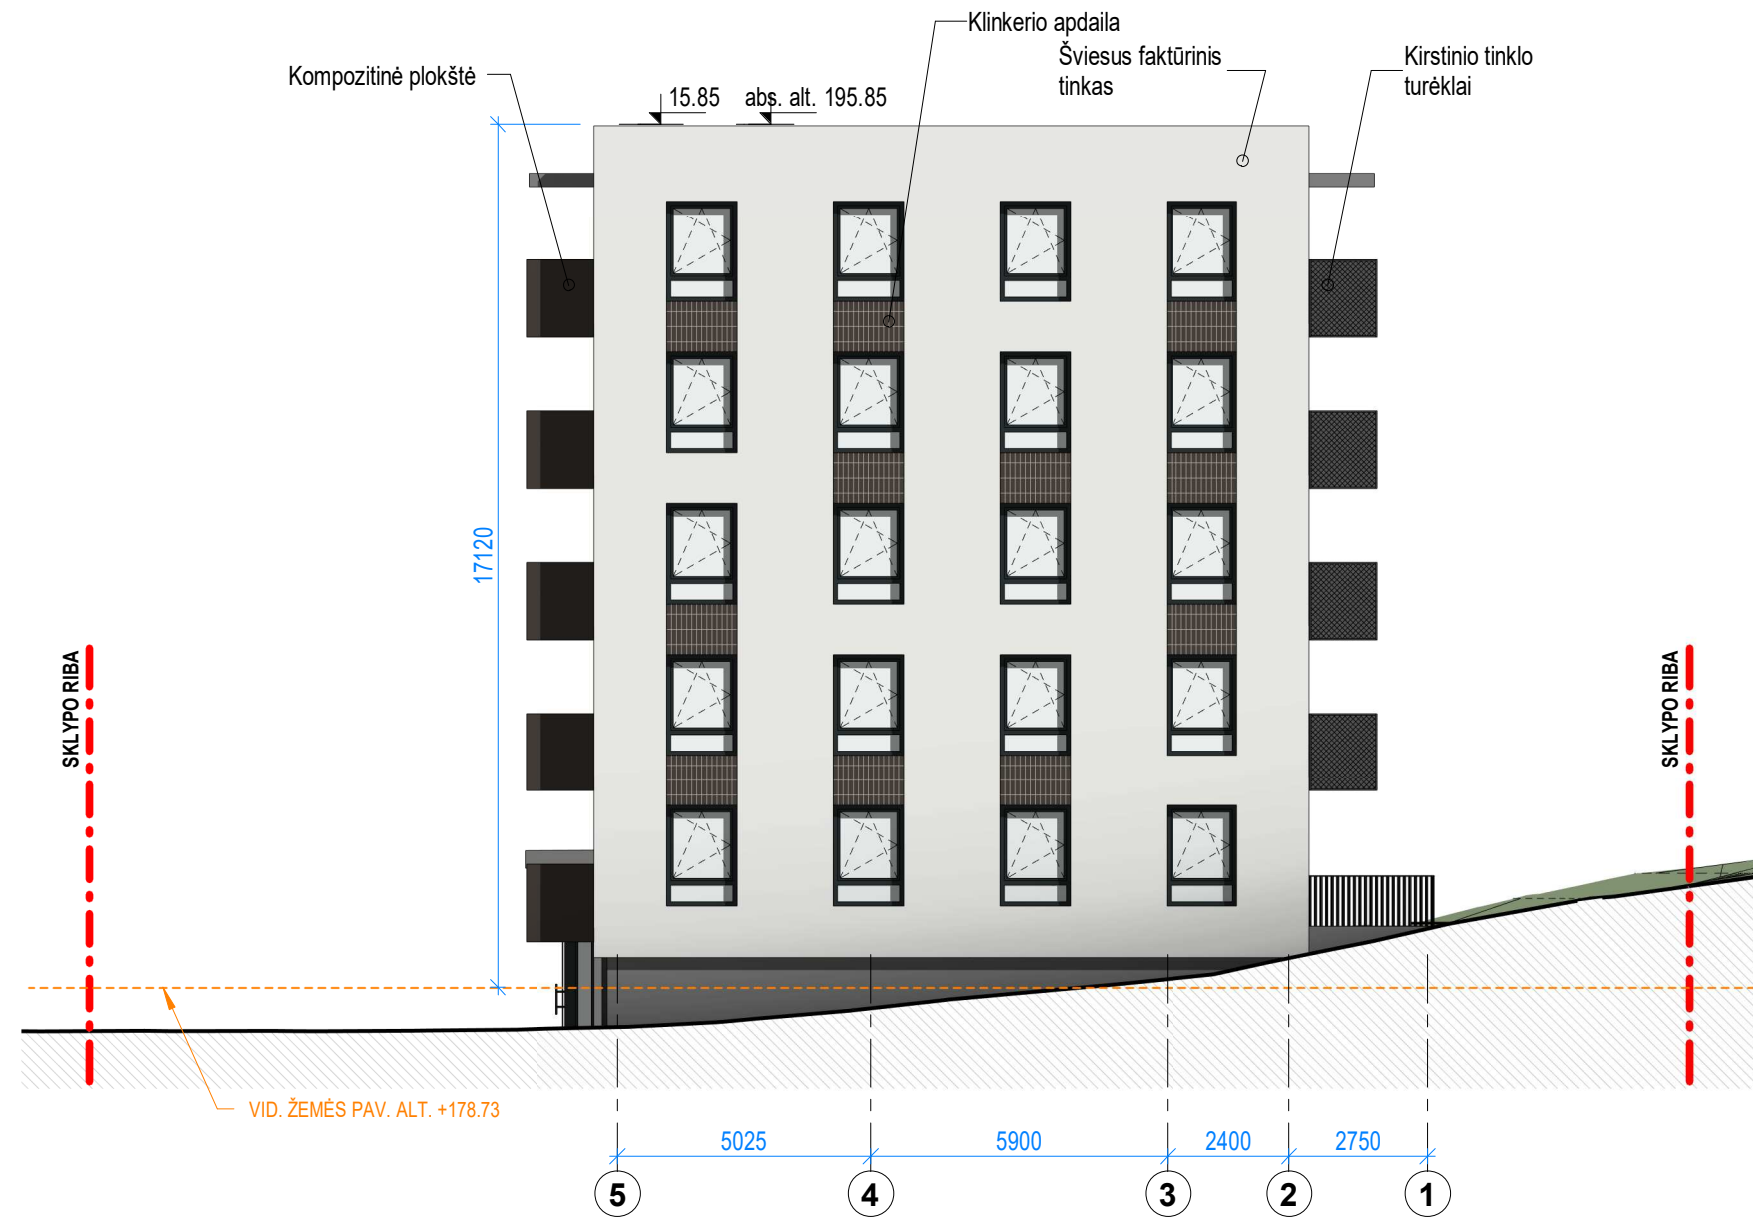 Klinkerio apdaila
Kompozitinė plokštė
Šviesus faktūrinis
tinkas
Kirstinio tinklo
turėklai
15.85
abs. alt. 195.85
17120
SKLYPO RIBA
SKLYPO RIBA
VID. ŽEMĖS PAV. ALT. +178.73
5025
5900
2400
2750
5
4
3
2
1